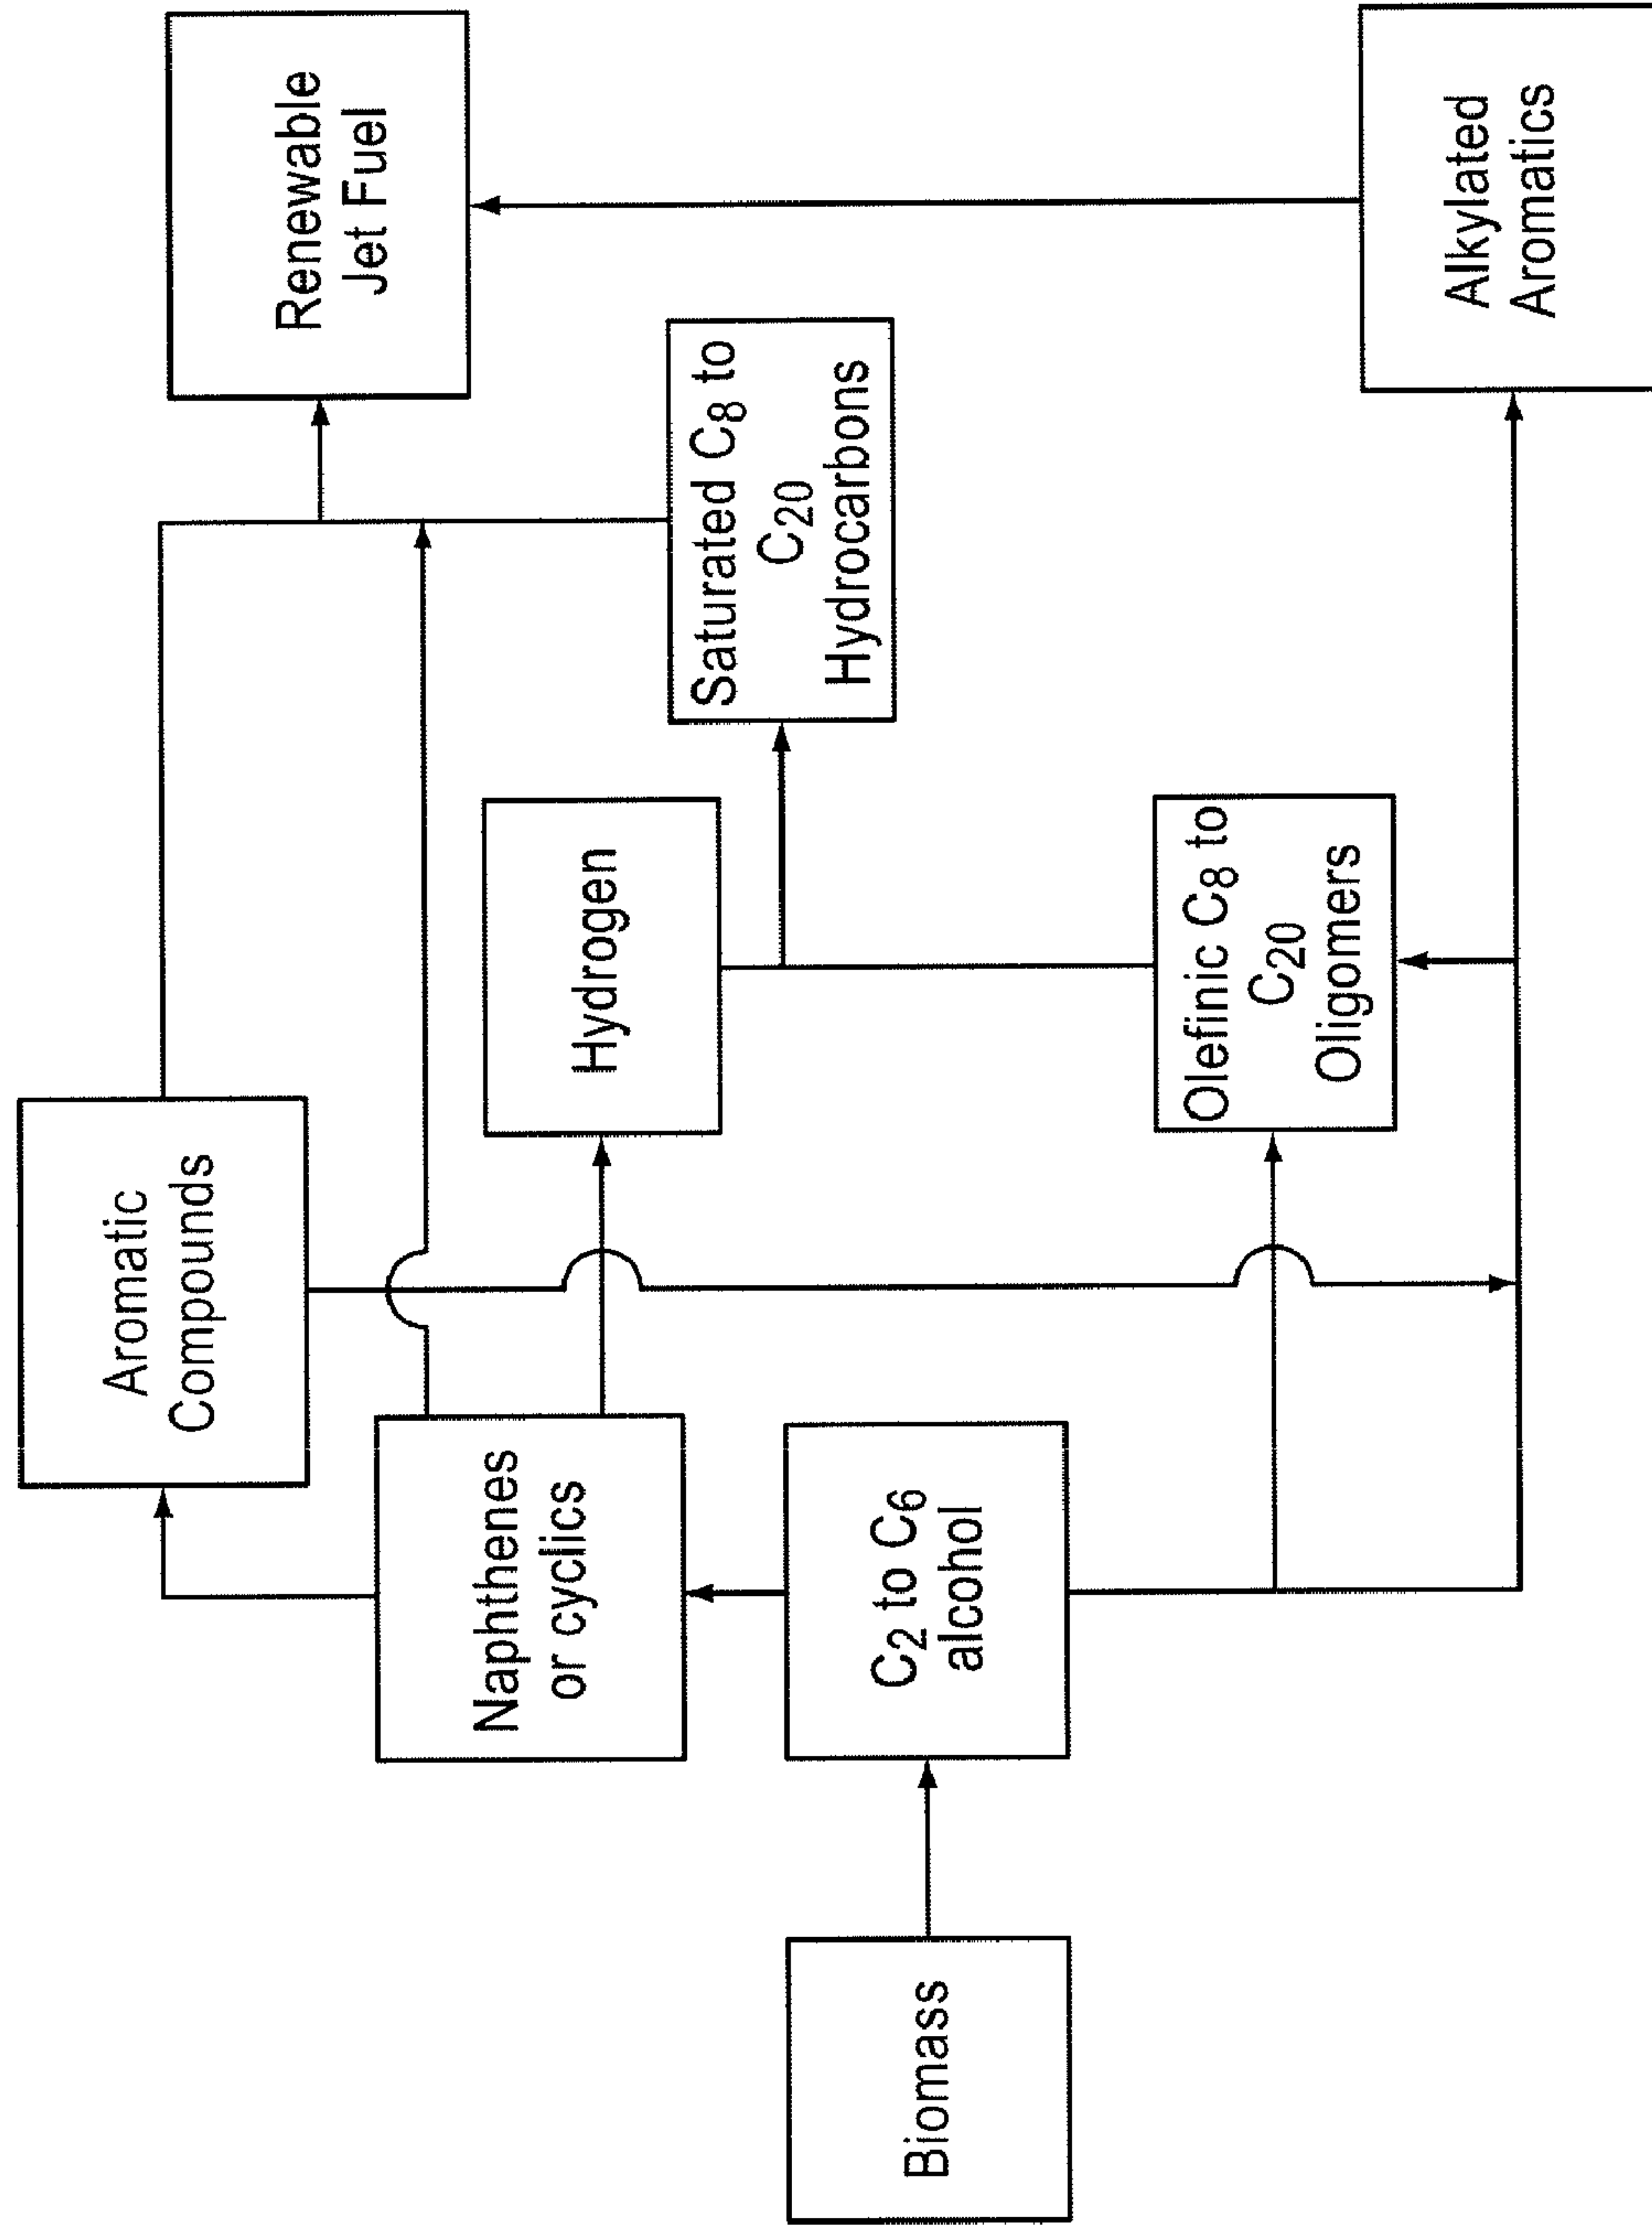 Biomass
C2 to C6
alcohol
Naphthenes
or cyclics
Aromatic
Compounds
Hydrogen
Olefinic C8 to
C20
Oligomers
Saturated C8 to
C20
Hydrocarbons
Renewable
Jet Fuel
Alkylated
Aromatics